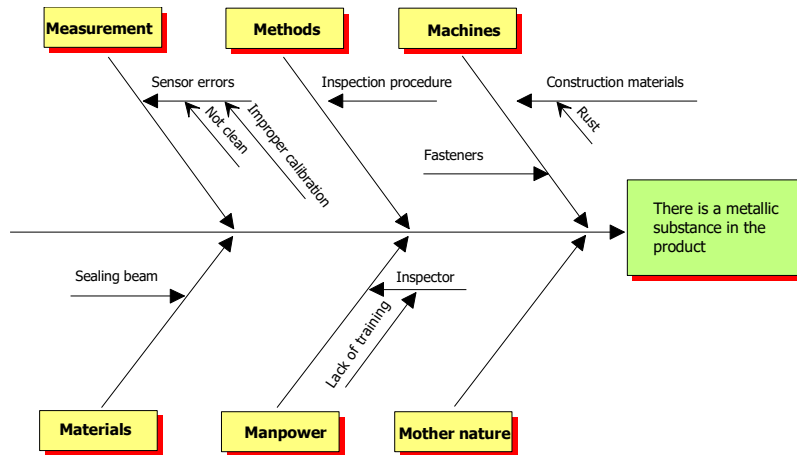 Measurement
Methods
Machines
Sensor errors
Inspection procedure
Construction materials
Not clean
Improper calibration
Rust
Fasteners
There is a metallic
substance in the
product
Sealing beam
Inspector
Lack of training
Materials
Manpower
Mother nature